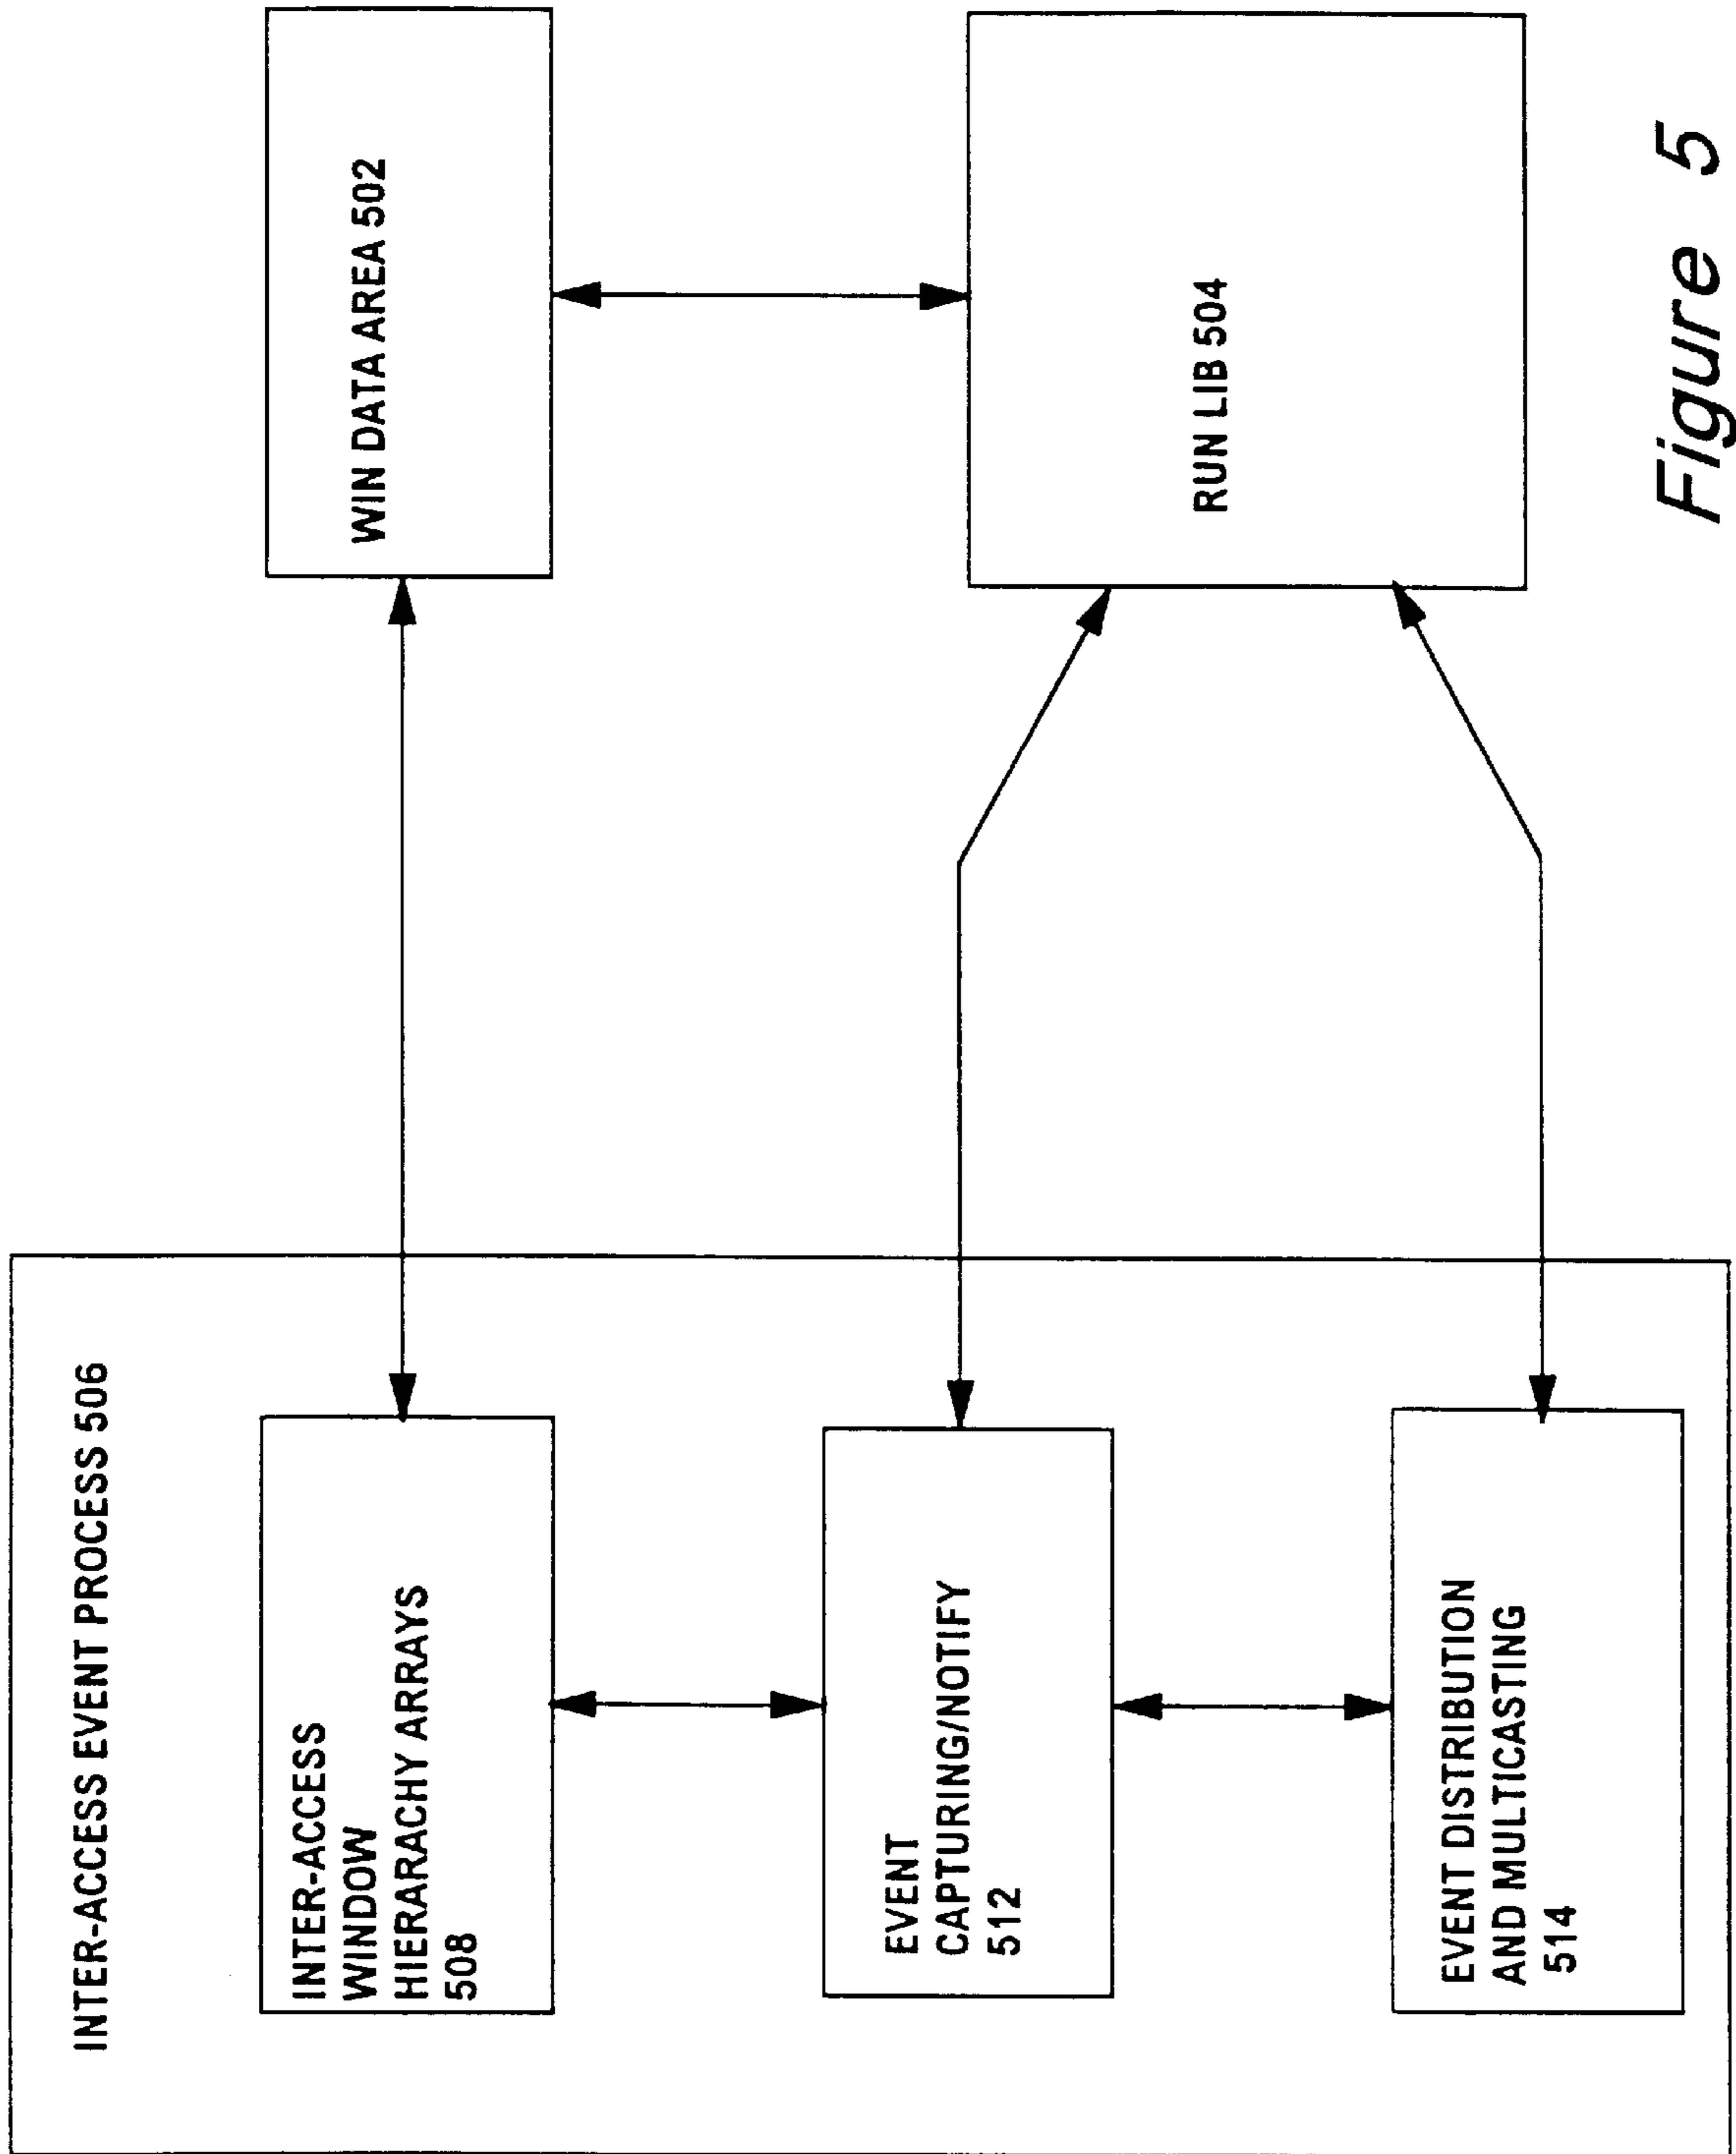 INTER-ACCESS EVENT PROCESS 506
INTER-ACCESS
WINDOW
HIERARACHY ARRAYS
508
EVENT
CAPTURING/NOTIFY
512
EVENT DISTRIBUTION
AND MULTICASTING
514
WIN DATA AREA 502
RUN LIB 504
Figure 5